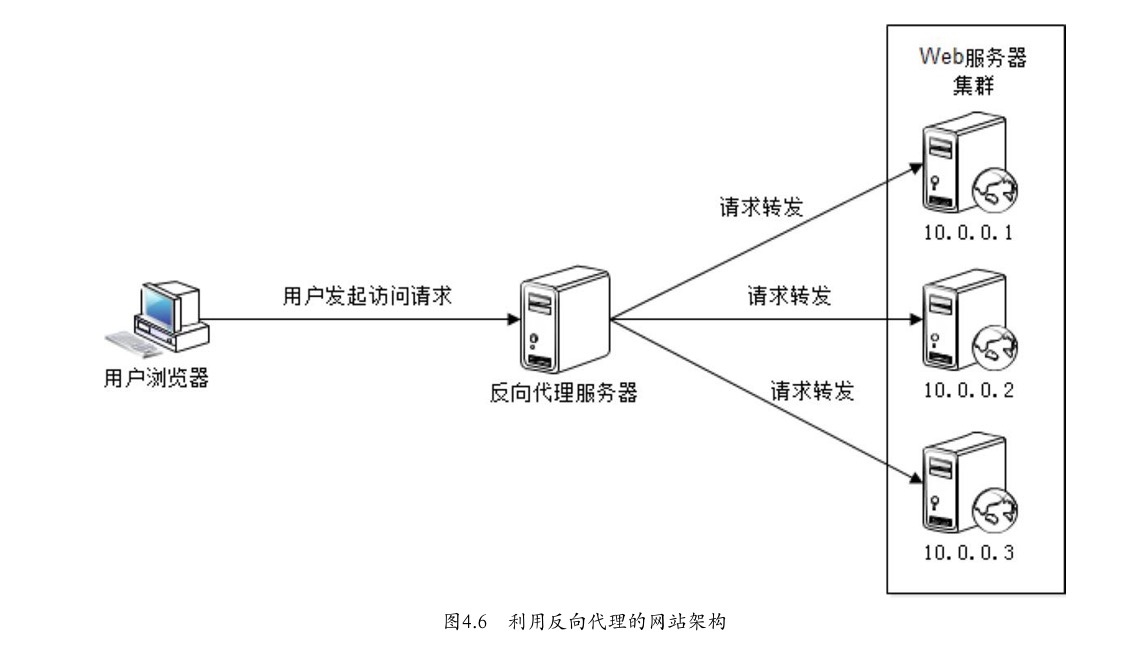 Web服务器
集群
请求转发
10.0.0.1
用户发起访问请求
请求转发
用户浏览器
反向代理服务器
请求转发
10.0.0.2
10.0.0.3
图4.6 利用反向代理的网站架构